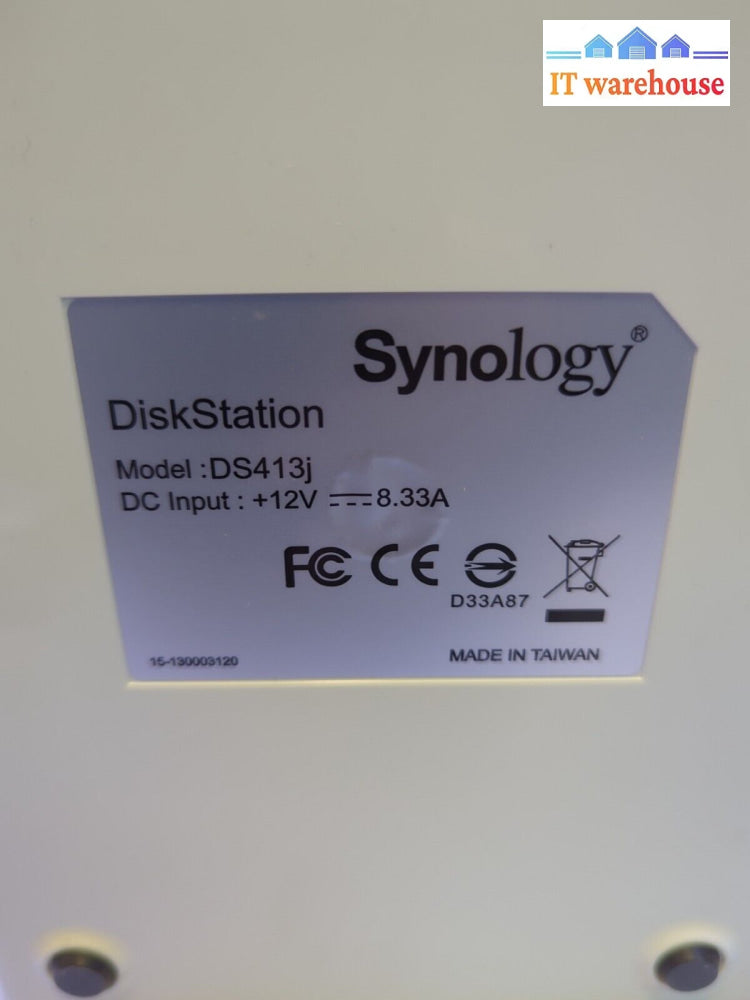 IT warehouse
Synology®
DiskStation
Model :DS413j
DC Input : +12V 8.33A
FC CE
D33A87
15-130003120 MADE IN TAIWAN